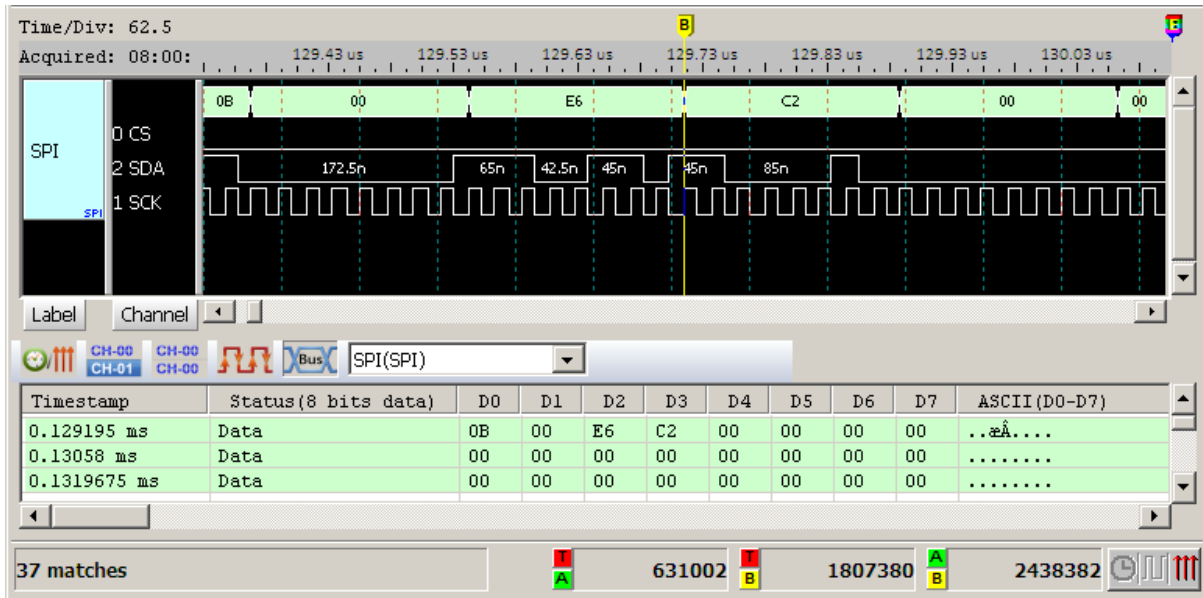 Time/Div: 62.5
B
E
Acquired: 08:00: 129.43 us 129.53 us 129.63 us 129.73 us 129.83 us 129.93 us 130.03 us
0B 00 E6 C2 00 00
SPI
0 CS
2 SDA 172.5n 65n 42.5n 45n 45n 85n
1 SCK
SPI
Label Channel
CH-00 CH-00
CH-01 CH-00
Bus SPI(SPI)
Timestamp Status(8 bits data) D0 D1 D2 D3 D4 D5 D6 D7 ASCII(D0-D7)
0.129195 ms Data 0B 00 E6 C2 00 00 00 00 ..æÂ....
0.13058 ms Data 00 00 00 00 00 00 00 00 ........
0.1319675 ms Data 00 00 00 00 00 00 00 00 ........
37 matches T A 631002 T B 1807380 A B 2438382